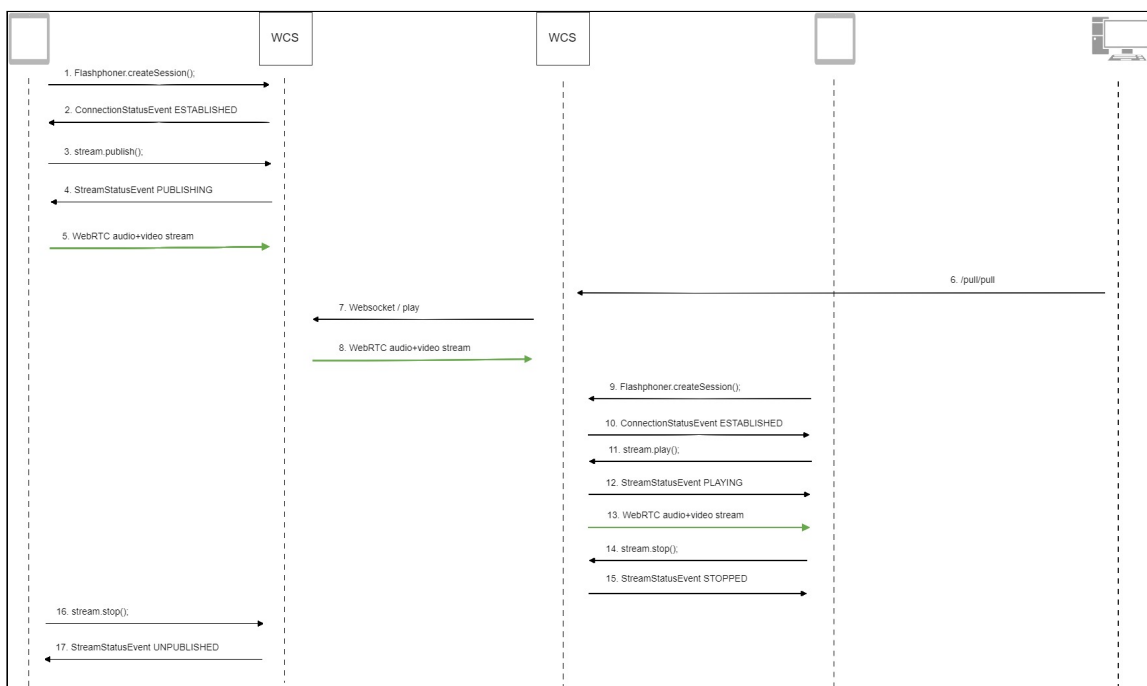 WCS
WCS
1. Flashphoner.createSession();
2. ConnectionStatusEvent ESTABLISHED
3. stream.publish();
4. StreamStatusEvent PUBLISHING
5. WebRTC audio+video stream
6. /pull/pull
7. Websocket / play
8. WebRTC audio+video stream
9. Flashphoner.createSession();
10. ConnectionStatusEvent ESTABLISHED
11. stream.play();
12. StreamStatusEvent PLAYING
13. WebRTC audio+video stream
14. stream.stop();
15. StreamStatusEvent STOPPED
16. stream.stop();
17. StreamStatusEvent UNPUBLISHED